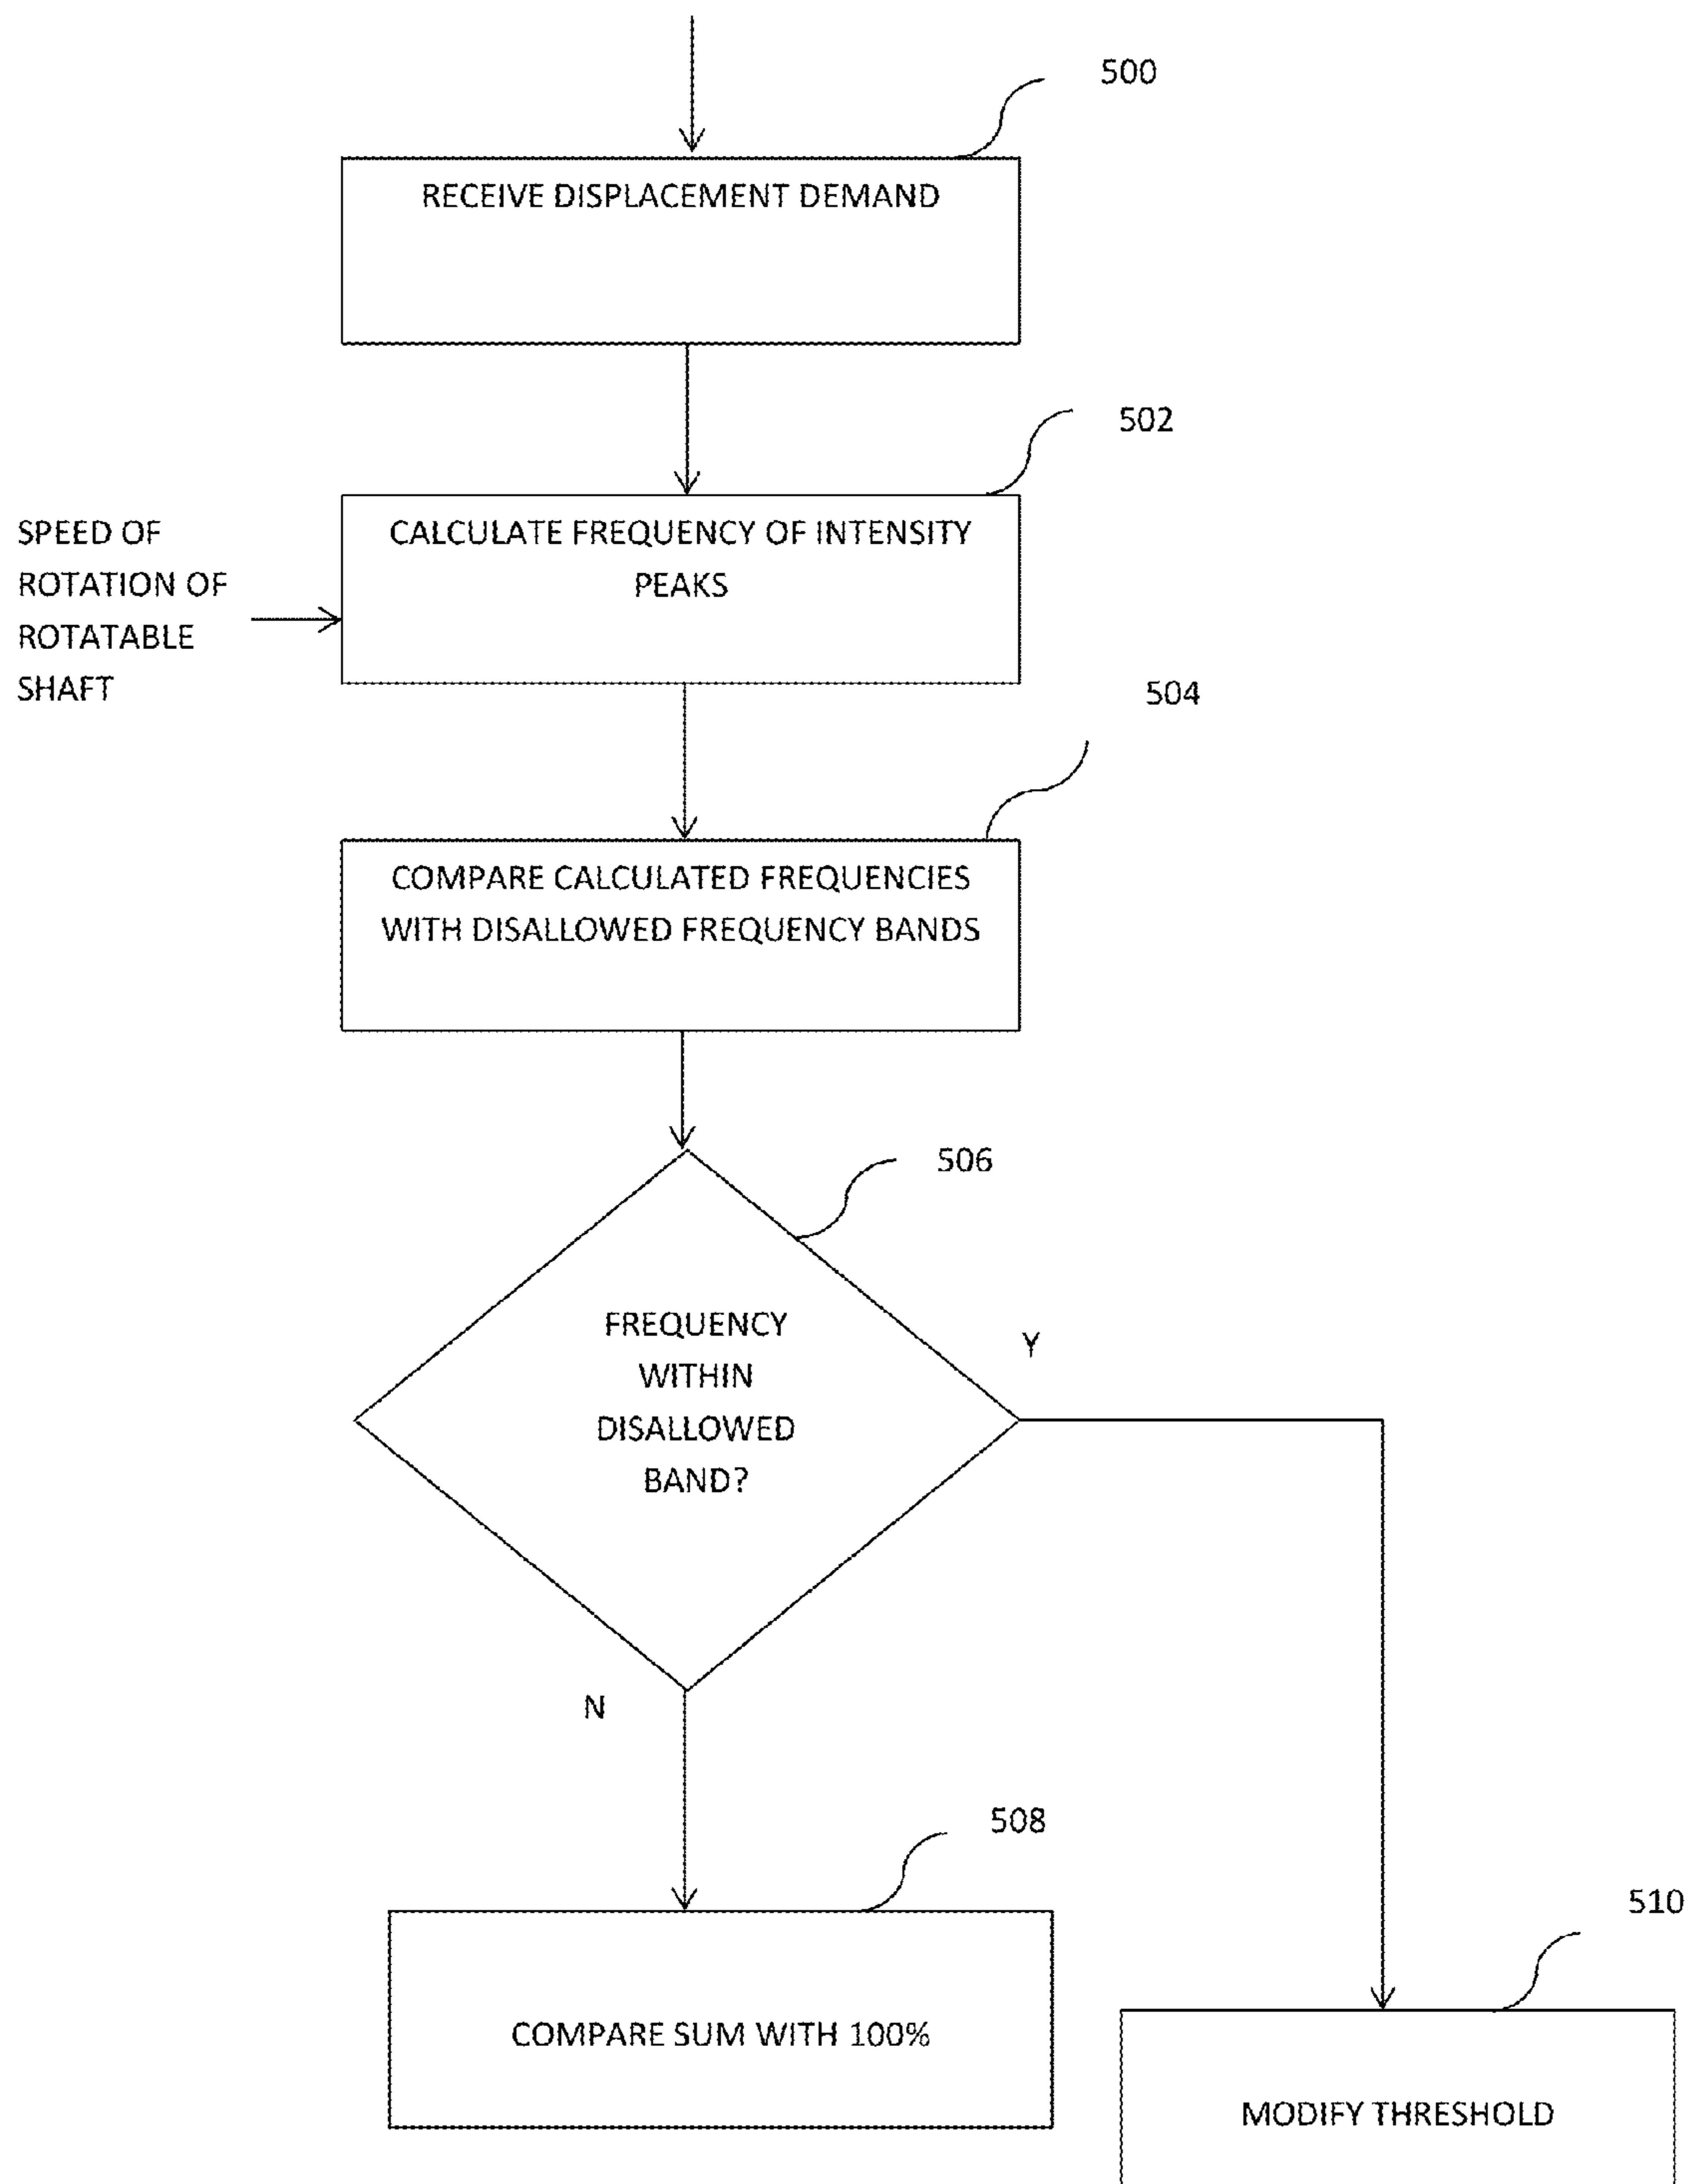 500
RECEIVE DISPLACEMENT DEMAND
502
SPEED OF
ROTATION OF
ROTATABLE
SHAFT
CALCULATE FREQUENCY OF INTENSITY
PEAKS
504
COMPARE CALCULATED FREQUENCIES
WITH DISALLOWED FREQUENCY BANDS
506
FREQUENCY
WITHIN
DISALLOWED
BAND?
Y
N
508
COMPARE SUM WITH 100%
510
MODIFY THRESHOLD